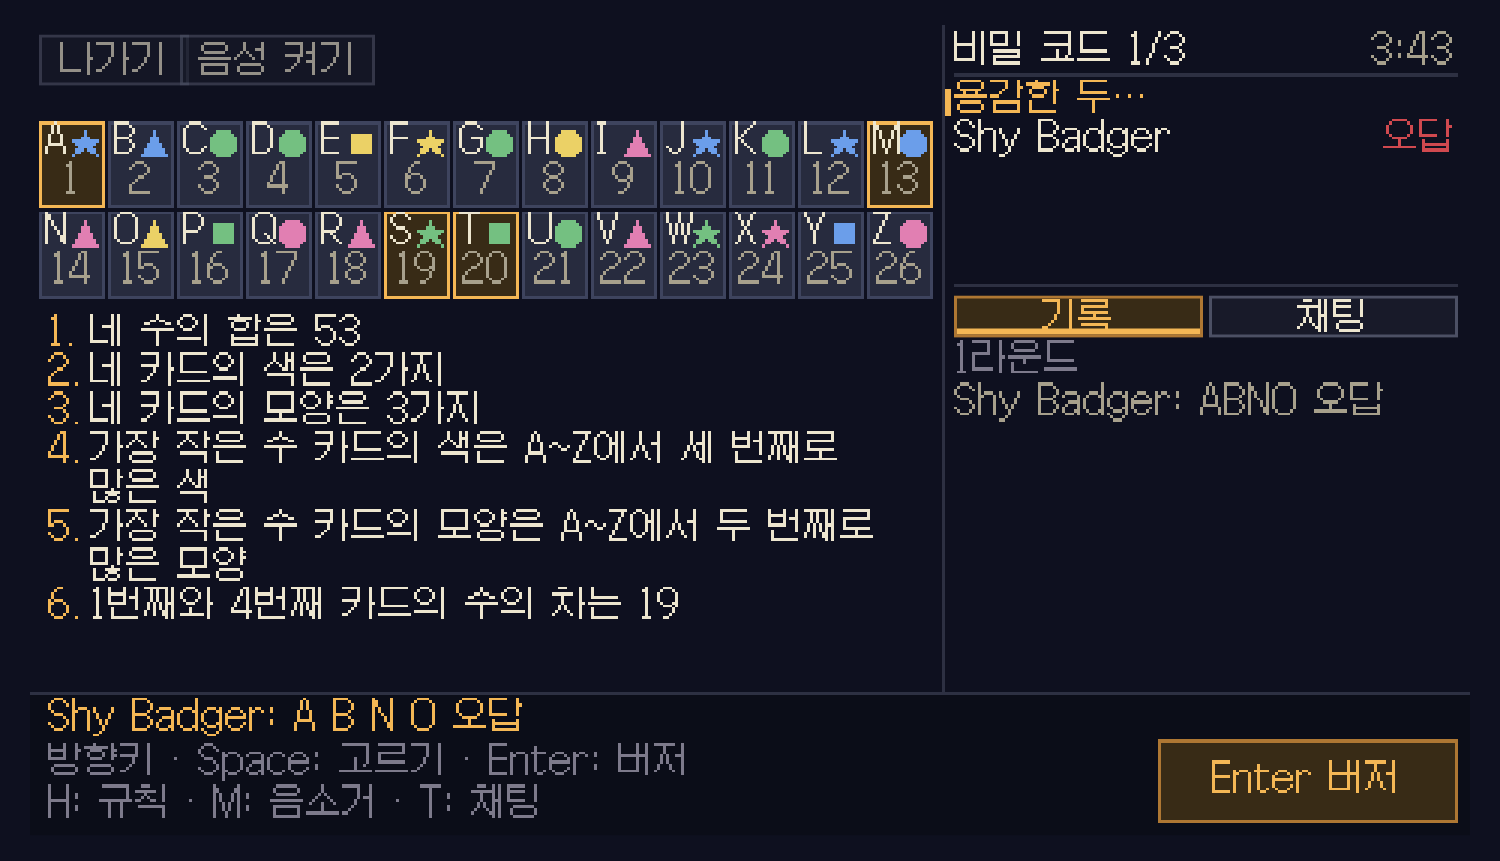 나가기 음성 켜기
비밀 코드 1/3 3:43
용감한 두…
Shy Badger 오답
A B C D E F G H I J K L M
1 2 3 4 5 6 7 8 9 10 11 12 13
N O P Q R S T U V W X Y Z
14 15 16 17 18 19 20 21 22 23 24 25 26
1. 네 수의 합은 53
2. 네 카드의 색은 2가지
3. 네 카드의 모양은 3가지
4. 가장 작은 수 카드의 색은 A~Z에서 세 번째로
많은 색
5. 가장 작은 수 카드의 모양은 A~Z에서 두 번째로
많은 모양
6. 1번째와 4번째 카드의 수의 차는 19
기록 채팅
1라운드
Shy Badger: ABNO 오답
Shy Badger: A B N O 오답
방향키 · Space: 고르기 · Enter: 버저
H: 규칙 · M: 음소거 · T: 채팅
Enter 버저